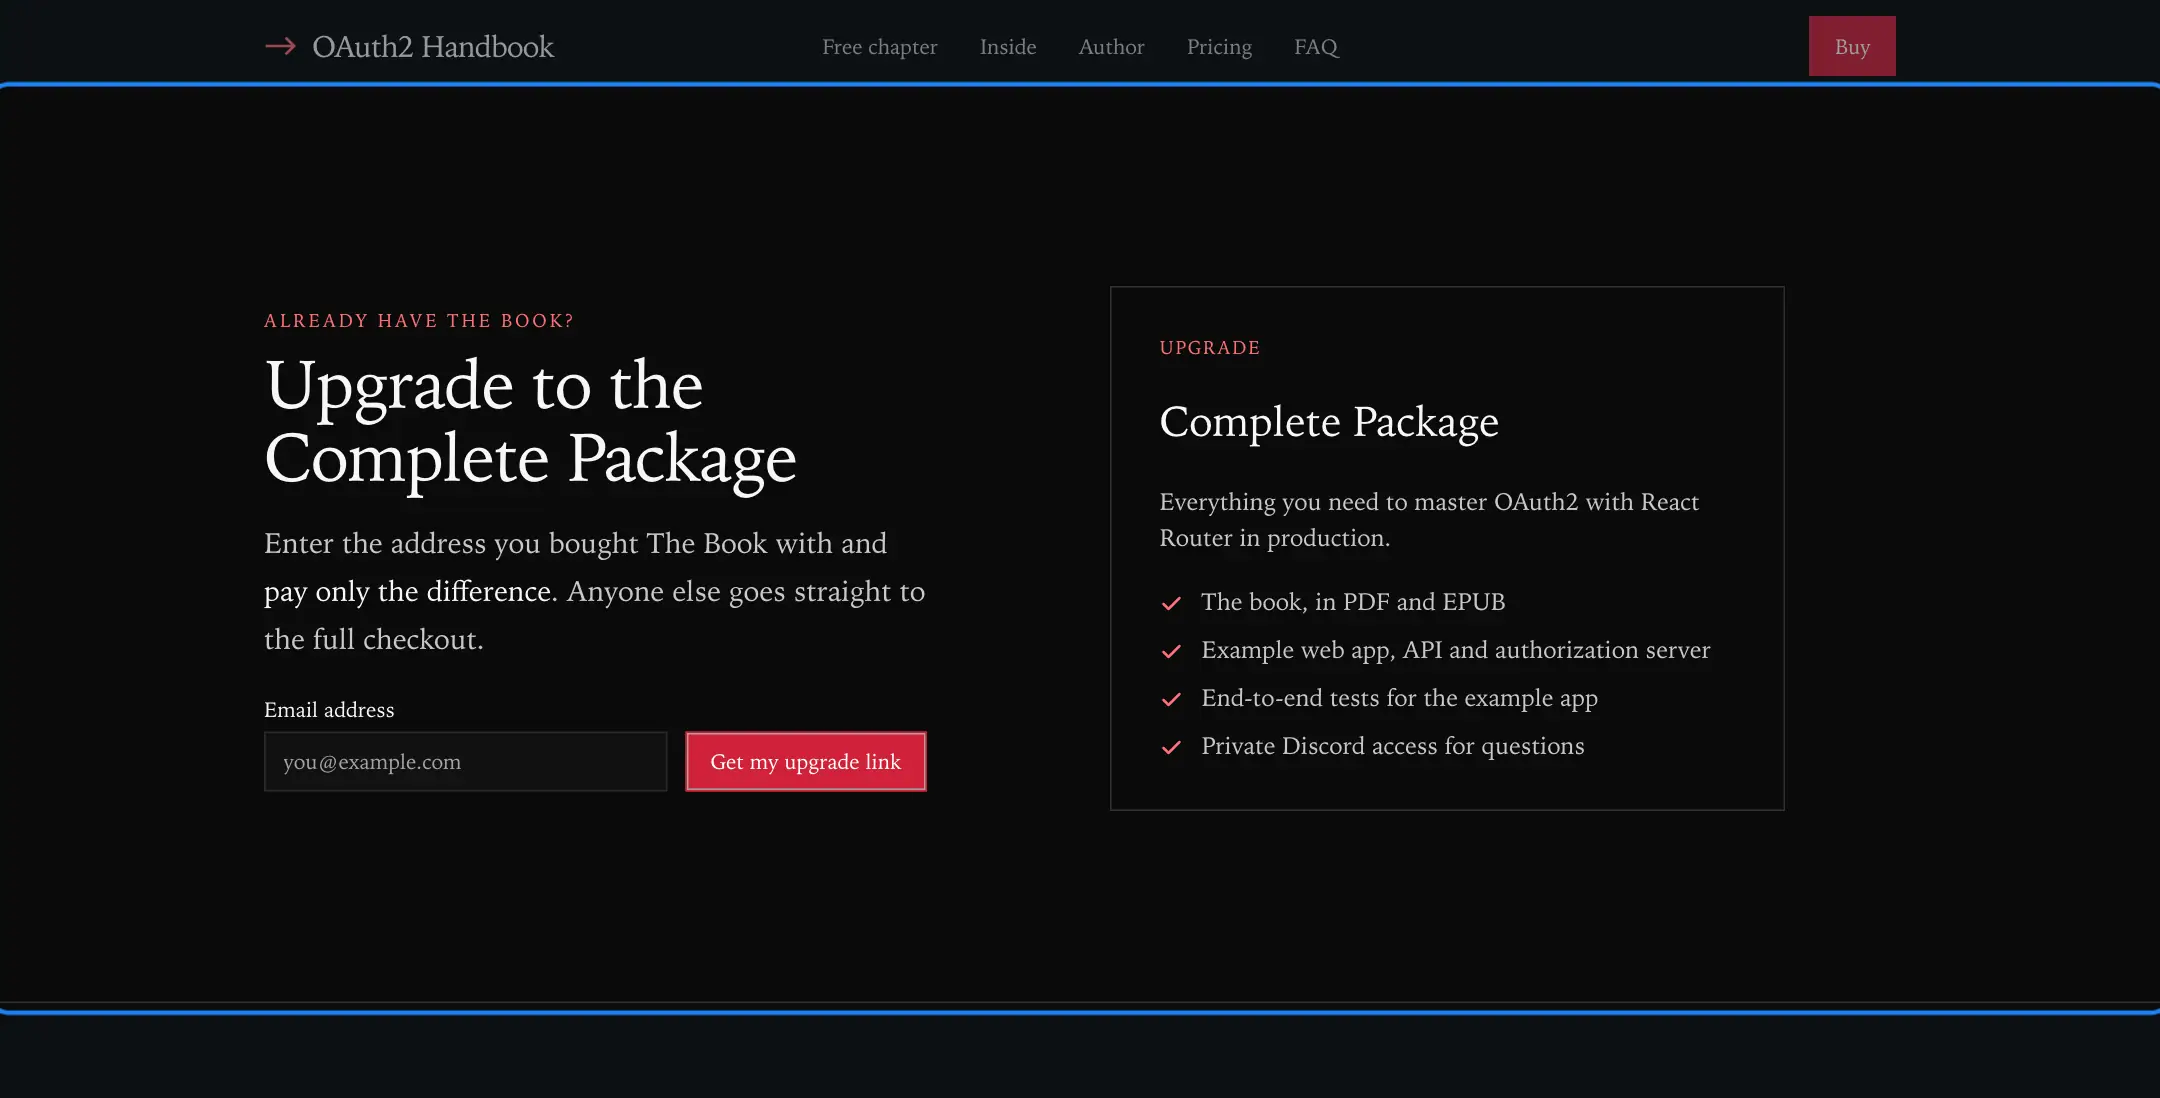 OAuth2 Handbook
Free chapter
Inside
Author
Pricing
FAQ
Buy
ALREADY HAVE THE BOOK?
Upgrade to the
Complete Package
Enter the address you bought The Book with and
pay only the difference. Anyone else goes straight to
the full checkout.
Email address
you@example.com
Get my upgrade link
UPGRADE
Complete Package
Everything you need to master OAuth2 with React
Router in production.
The book, in PDF and EPUB
Example web app, API and authorization server
End-to-end tests for the example app
Private Discord access for questions